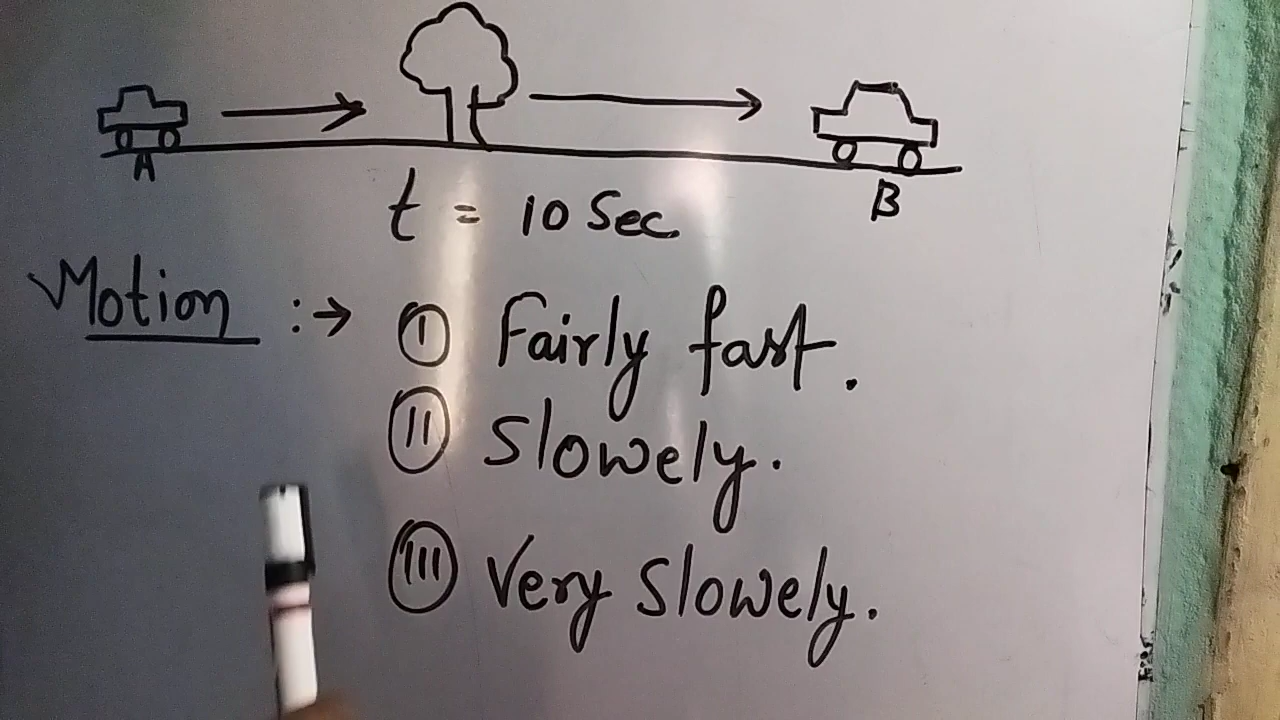 A
B
t = 10 Sec
Motion :→ I Fairly fast.
II Slowely.
III Very Slowely.